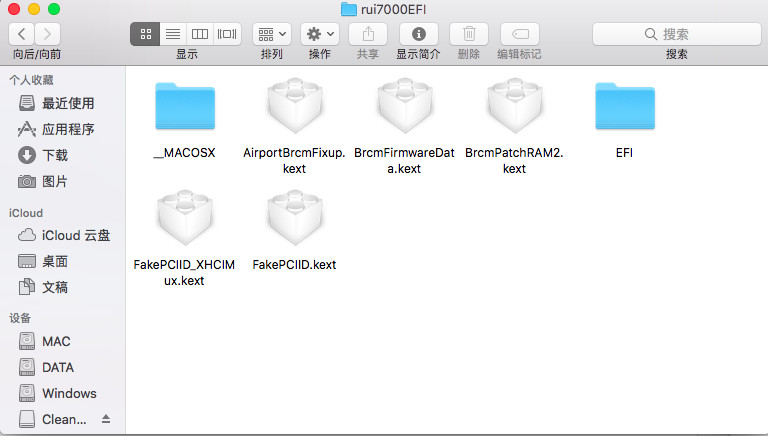 rui7000EFI
向后/向前
显示
排列
操作
共享
显示简介
删除
编辑标记
搜索
搜索
个人收藏
最近使用
应用程序
下载
图片
iCloud
iCloud 云盘
桌面
文稿
设备
MAC
DATA
Windows
Clean...
__MACOSX
AirportBrcmFixup.
kext
BrcmFirmwareDat
a.kext
BrcmPatchRAM2.
kext
EFI
FakePCIID_XHCIM
ux.kext
FakePCIID.kext